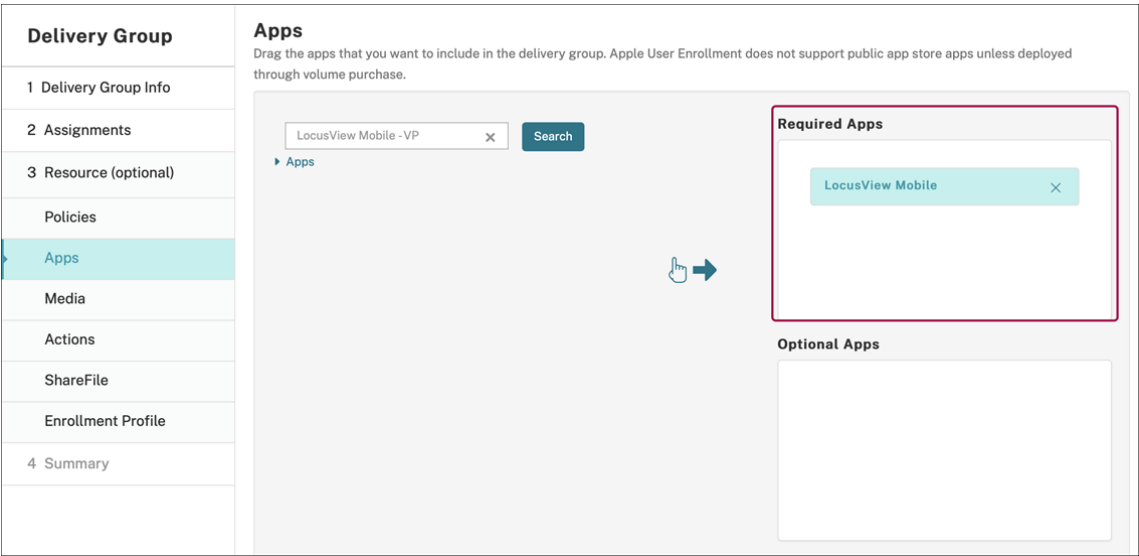 Delivery Group
1 Delivery Group Info
2 Assignments
3 Resource (optional)
Policies
Apps
Media
Actions
ShareFile
Enrollment Profile
4 Summary
Apps
Drag the apps that you want to include in the delivery group. Apple User Enrollment does not support public app store apps unless deployed
through volume purchase.
LocusView Mobile -VP
Search
Apps
Required Apps
LocusView Mobile
Optional Apps